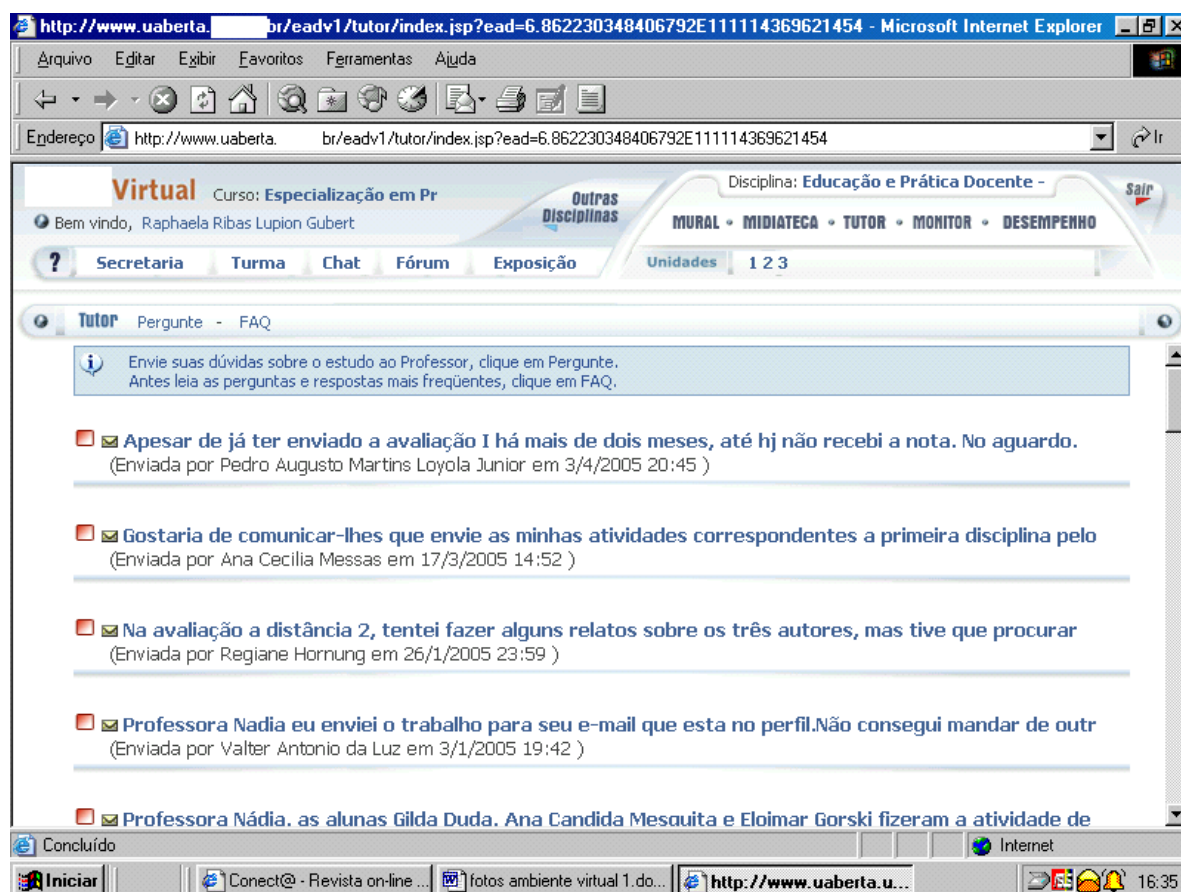 http://www.uaberta. br/eadv1/tutor/index.jsp?ead=6.862230348406792E111114369621454 - Microsoft Internet Explorer
Arquivo Editar Exibir Favoritos Ferramentas Ajuda
Endereço http://www.uaberta. br/eadv1/tutor/index.jsp?ead=6.862230348406792E111114369621454 Ir
Virtual Curso: Especialização em Pr
Outras Disciplinas
Disciplina: Educação e Prática Docente -
Sair
Bem vindo, Raphaela Ribas Lupion Gubert
MURAL • MIDIATECA • TUTOR • MONITOR • DESEMPENHO
? Secretaria Turma Chat Fórum Exposição Unidades 1 2 3
Tutor Pergunte - FAQ
Envie suas dúvidas sobre o estudo ao Professor, clique em Pergunte.
Antes leia as perguntas e respostas mais freqüentes, clique em FAQ.
Apesar de já ter enviado a avaliação I há mais de dois meses, até hj não recebi a nota. No aguardo.
(Enviada por Pedro Augusto Martins Loyola Junior em 3/4/2005 20:45 )
Gostaria de comunicar-lhes que envie as minhas atividades correspondentes a primeira disciplina pelo
(Enviada por Ana Cecilia Messas em 17/3/2005 14:52 )
Na avaliação a distância 2, tentei fazer alguns relatos sobre os três autores, mas tive que procurar
(Enviada por Regiane Hornung em 26/1/2005 23:59 )
Professora Nadia eu enviei o trabalho para seu e-mail que esta no perfil.Não consegui mandar de outr
(Enviada por Valter Antonio da Luz em 3/1/2005 19:42 )
Professora Nádia. as alunas Gilda Duda. Ana Candida Mesquita e Eloimar Gorski fizeram a atividade de
Concluído Internet
Iniciar Conect@ - Revista on-line ... fotos ambiente virtual 1.do... http://www.uaberta.u... 16:35